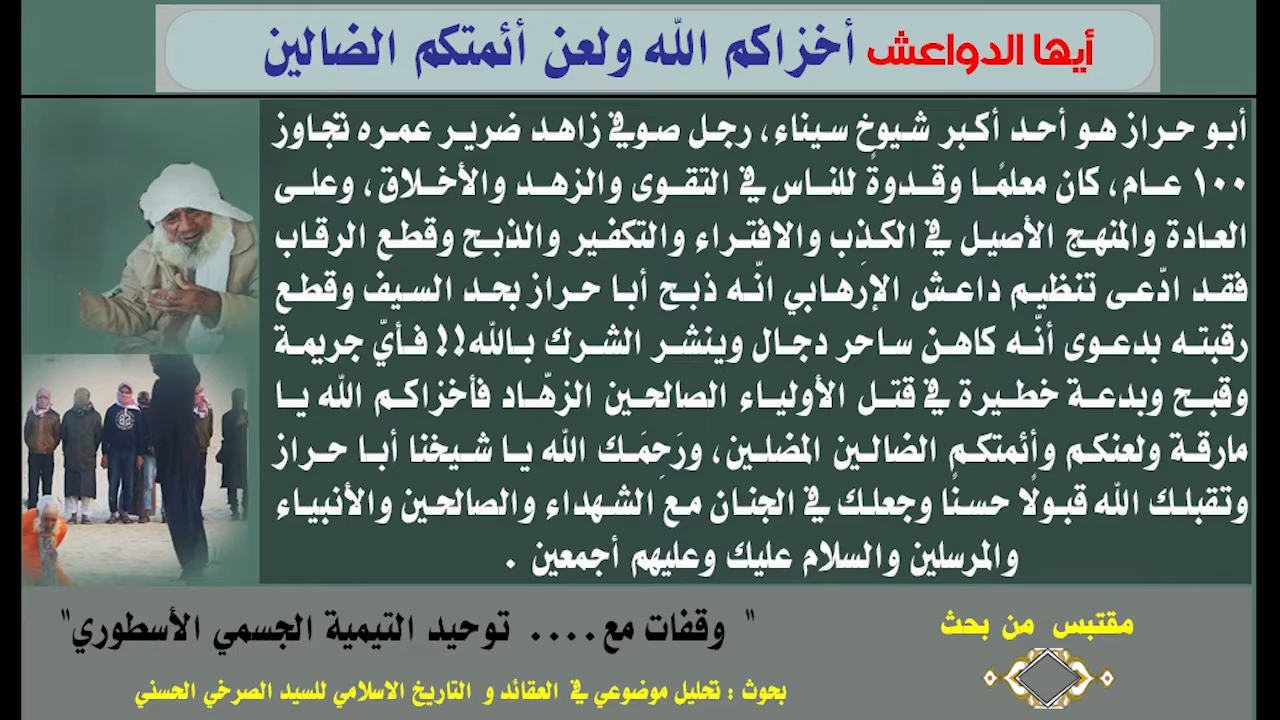 أيها الدواعش أخزاكم الله ولعن أئمتكم الضالين
أبو حراز هو أحد أكبر شيوخ سيناء، رجل صوفي زاهد ضرير عمره تجاوز
١٠٠ عام، كان معلمًا وقدوةً للناس في التقوى والزهد والأخلاق، وعلى
العادة والمنهج الأصيل في الكذِب والافتراء والتكفير والذبح وقطع الرقاب
فقد ادّعى تنظيم داعش الإرهابي انّه ذبح أبا حراز بحد السيف وقطع
رقبته بدعوى أنّه كاهن ساحر دجال وينشر الشرك بالله!! فأيّ جريمة
وقبح وبدعة خطيرة في قتل الأولياء الصالحين الزهّاد فأخزاكم الله يا
مارقة ولعنكم وأئمتكم الضالين المضلين، ورَحِمَك الله يا شيخنا أبا حراز
وتقبلك الله قبولًا حسنًا وجعلك في الجنان مع الشهداء والصالحين والأنبياء
والمرسلين والسلام عليك وعليهم أجمعين .
مقتبس من بحث
" وقفات مع.... توحيد التيمية الجسمي الأسطوري"
بحوث : تحليل موضوعي في العقائد و التاريخ الاسلامي للسيد الصرخي الحسني